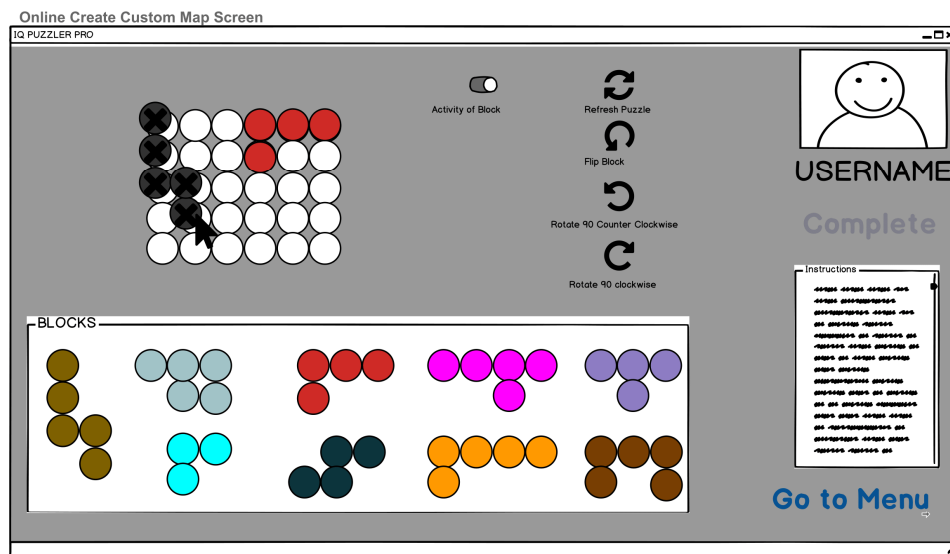 Online Create Custom Map Screen
IQ PUZZLER PRO
Activity of Block
Refresh Puzzle
Flip Block
Rotate 90 Counter Clockwise
Rotate 90 clockwise
USERNAME
Complete
Instructions
BLOCKS
Go to Menu